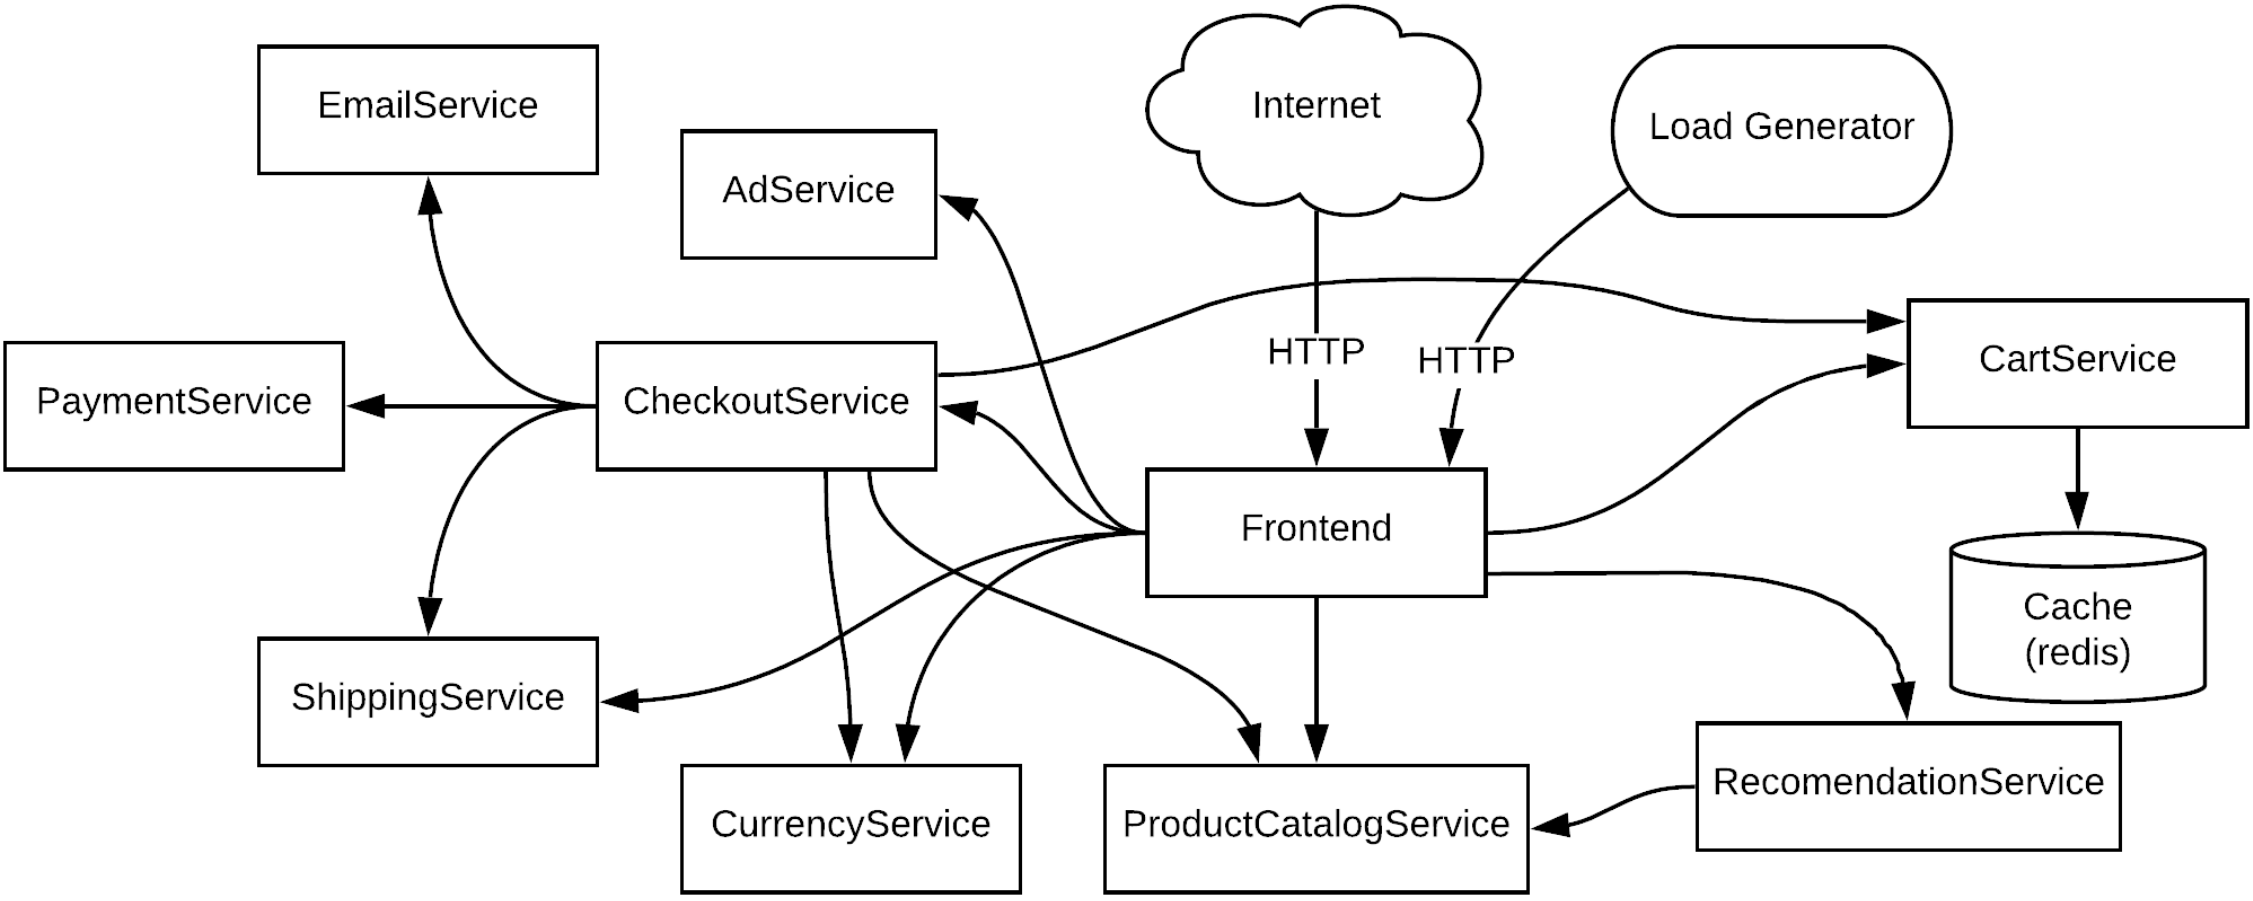 EmailService
Internet
Load Generator
AdService
HTTP
HTTP
CartService
PaymentService
CheckoutService
Frontend
Cache
(redis)
ShippingService
RecomendationService
CurrencyService
ProductCatalogService